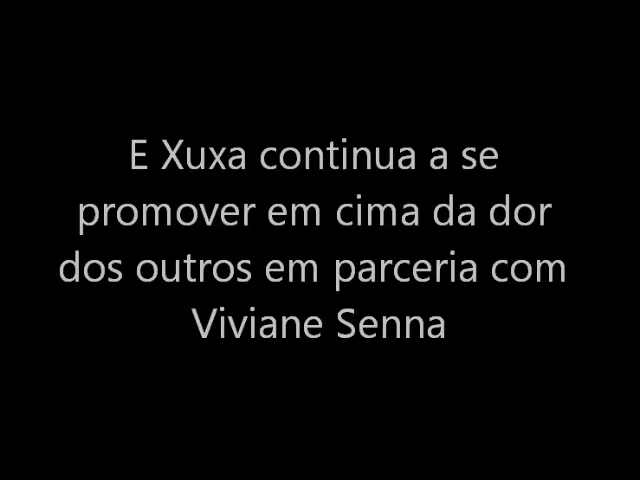 E Xuxa continua a se
promover em cima da dor
dos outros em parceria com
Viviane Senna